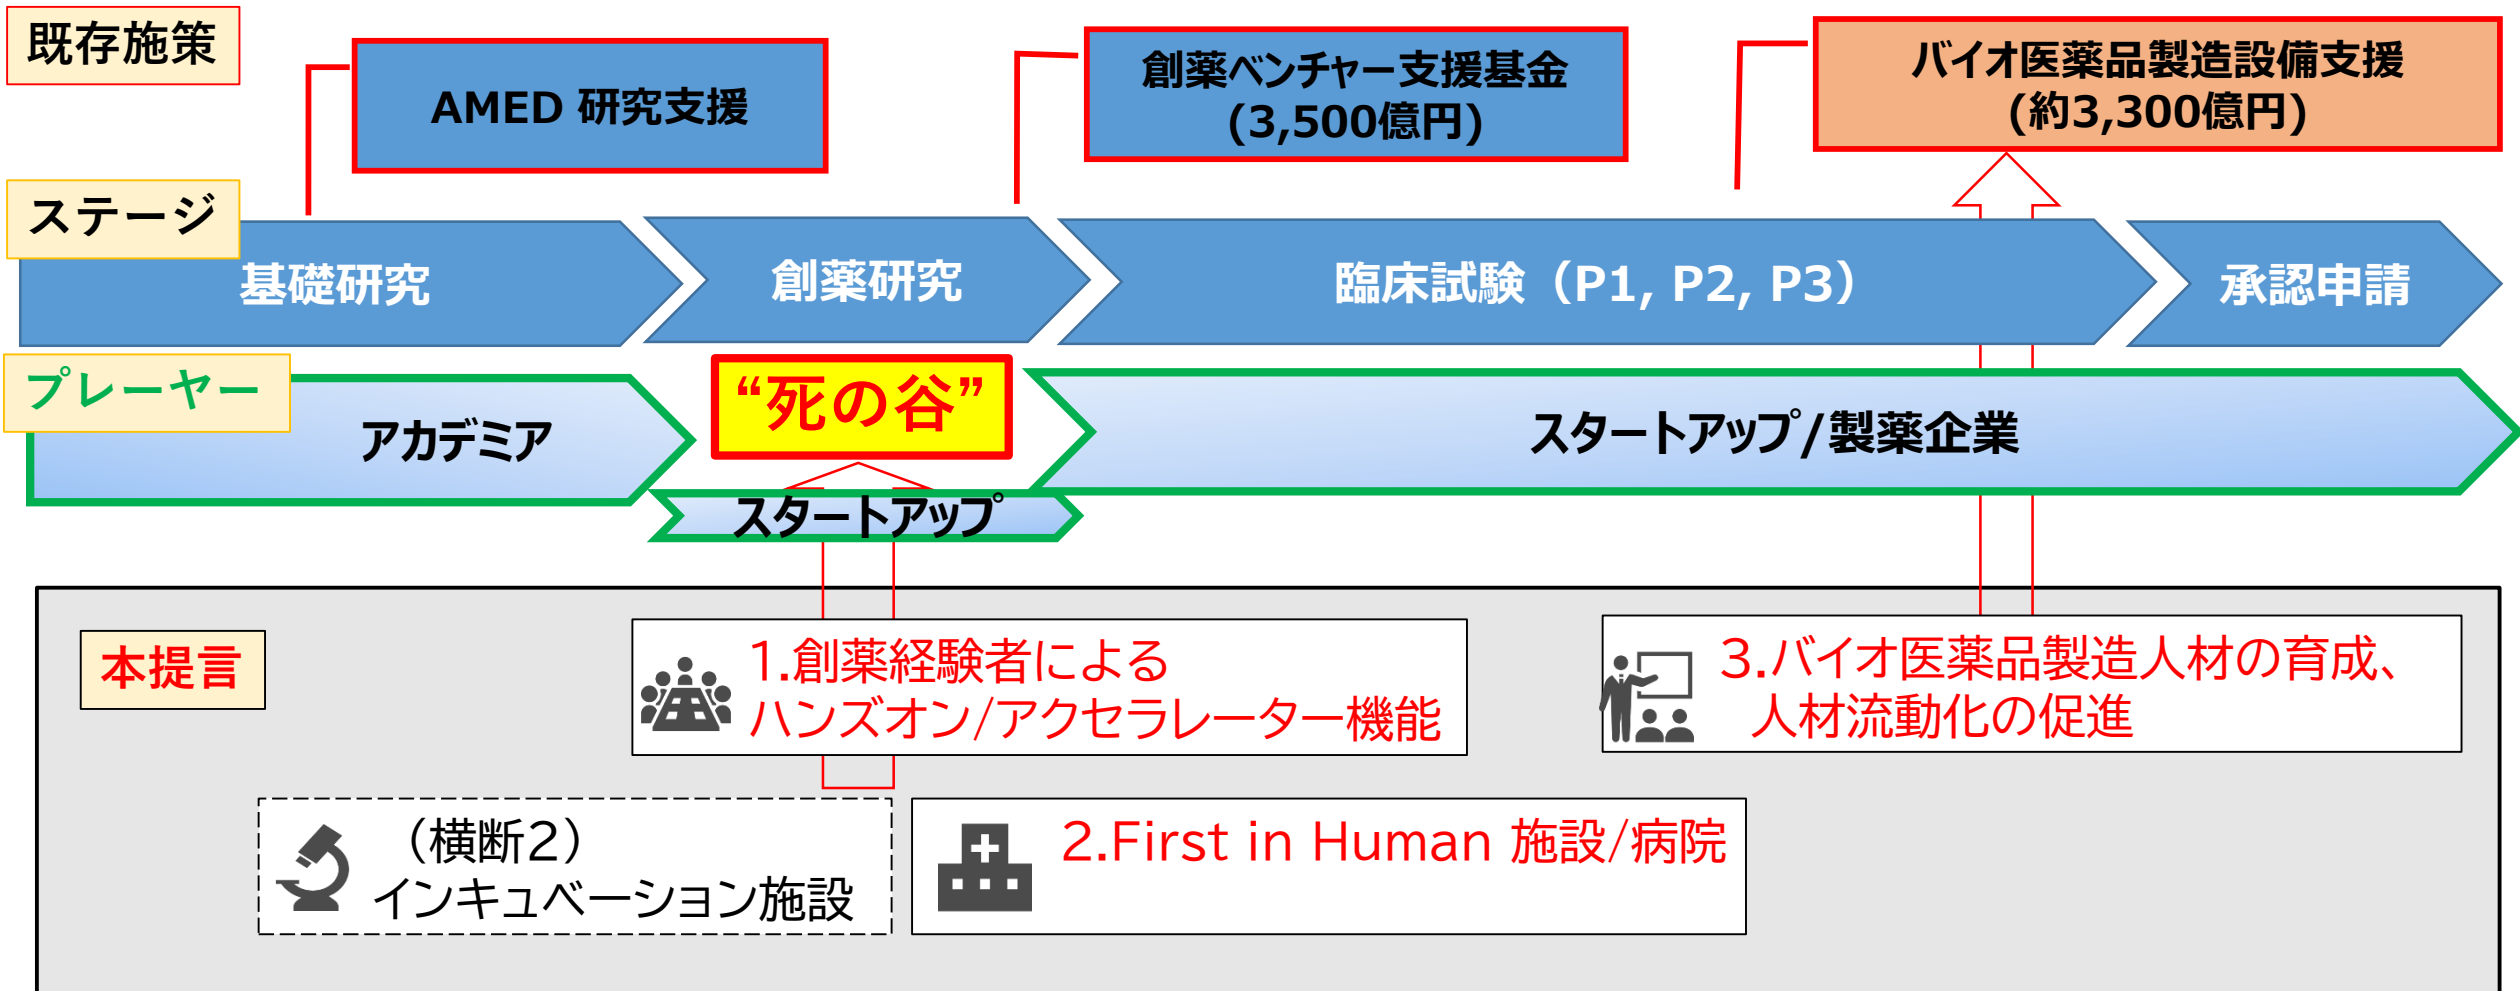 既存施策
AMED 研究支援
創薬ベンチャー支援基金
(3,500億円)
バイオ医薬品製造設備支援
(約3,300億円)
ステージ
基礎研究
創薬研究
臨床試験（P1, P2, P3）
承認申請
プレーヤー
アカデミア
“死の谷”
スタートアップ/製薬企業
スタートアップ
本提言
1.創薬経験者による
ハンズオン/アクセラレーター機能
3.バイオ医薬品製造人材の育成、
人材流動化の促進
（横断2）
インキュベーション施設
2.First in Human 施設/病院